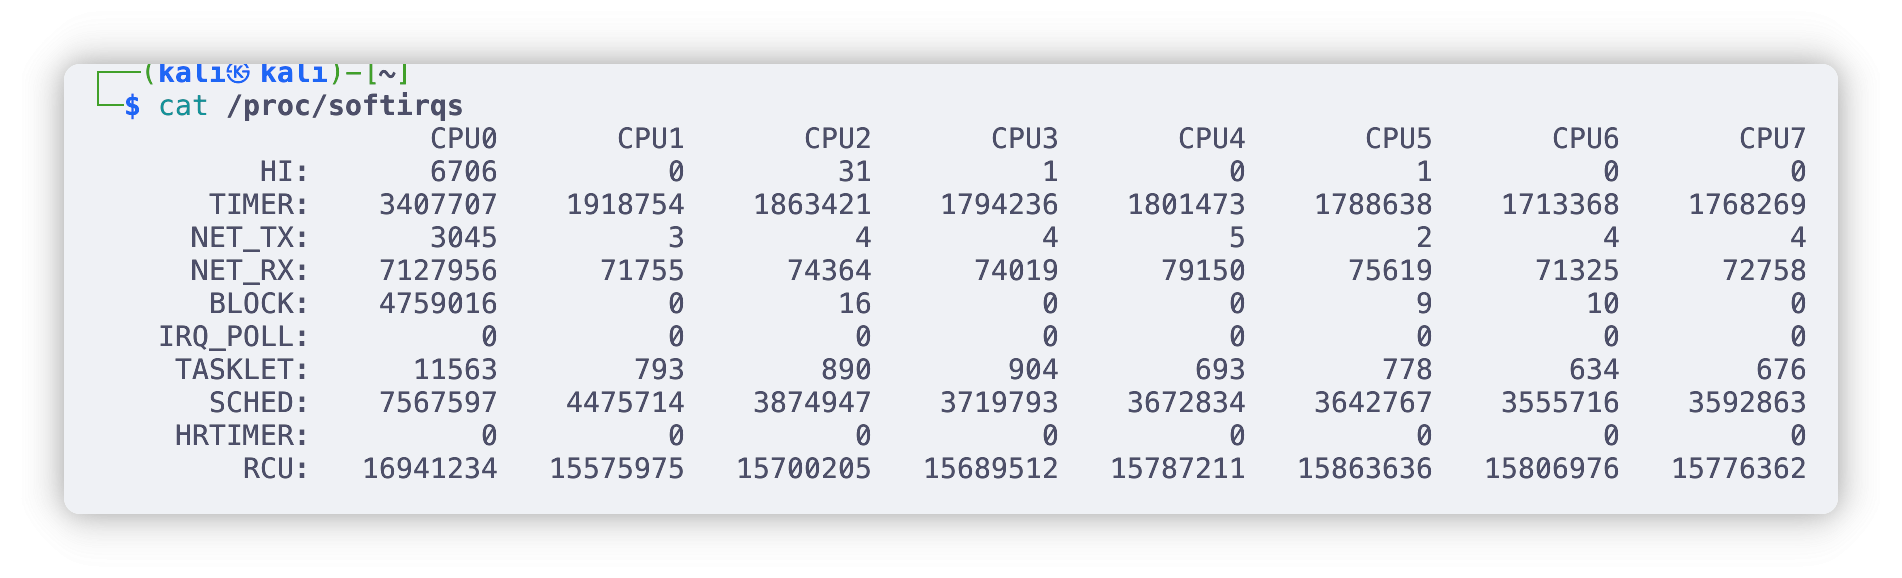 ┌──(kali㉿kali)-[~]
└─$ cat /proc/softirqs
CPU0 CPU1 CPU2 CPU3 CPU4 CPU5 CPU6 CPU7
HI: 6706 0 31 1 0 1 0 0
TIMER: 3407707 1918754 1863421 1794236 1801473 1788638 1713368 1768269
NET_TX: 3045 3 4 4 5 2 4 4
NET_RX: 7127956 71755 74364 74019 79150 75619 71325 72758
BLOCK: 4759016 0 16 0 0 9 10 0
IRQ_POLL: 0 0 0 0 0 0 0 0
TASKLET: 11563 793 890 904 693 778 634 676
SCHED: 7567597 4475714 3874947 3719793 3672834 3642767 3555716 3592863
HRTIMER: 0 0 0 0 0 0 0 0
RCU: 16941234 15575975 15700205 15689512 15787211 15863636 15806976 15776362